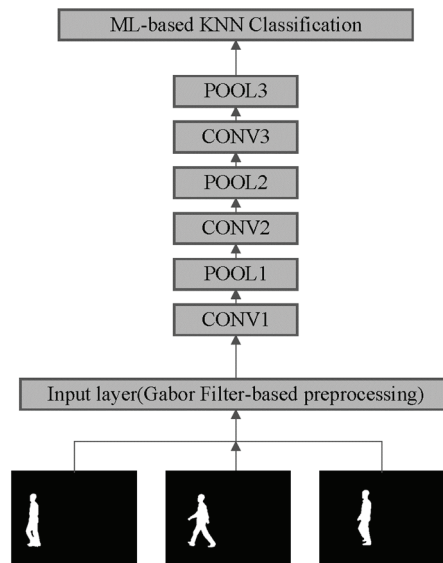 ML-based KNN Classification
POOL3
CONV3
POOL2
CONV2
POOL1
CONV1
Input layer(Gabor Filter-based preprocessing)